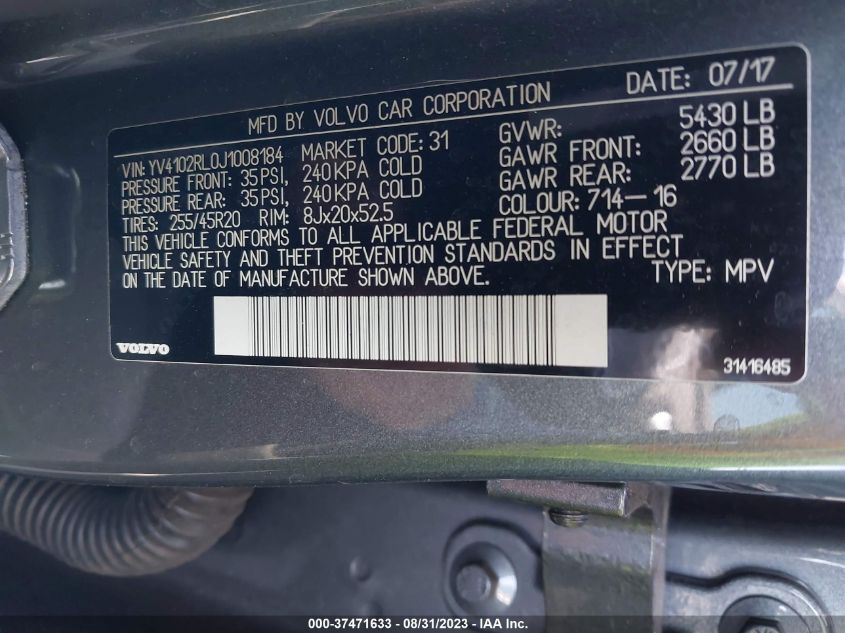 MFD BY VOLVO CAR CORPORATION DATE: 07/17
VIN: YV4102RL0J1008184 MARKET CODE: 31 GVWR: 5430 LB
PRESSURE FRONT: 35PSI, 240KPA COLD GAWR FRONT: 2660 LB
PRESSURE REAR: 35PSI, 240KPA COLD GAWR REAR: 2770 LB
TIRES: 255/45R20 RIM: 8Jx20x52.5 COLOUR: 714-16
THIS VEHICLE CONFORMS TO ALL APPLICABLE FEDERAL MOTOR
VEHICLE SAFETY AND THEFT PREVENTION STANDARDS IN EFFECT
ON THE DATE OF MANUFACTURE SHOWN ABOVE. TYPE: MPV
VOLVO 31416485
000-37471633 - 08/31/2023 - IAA Inc.